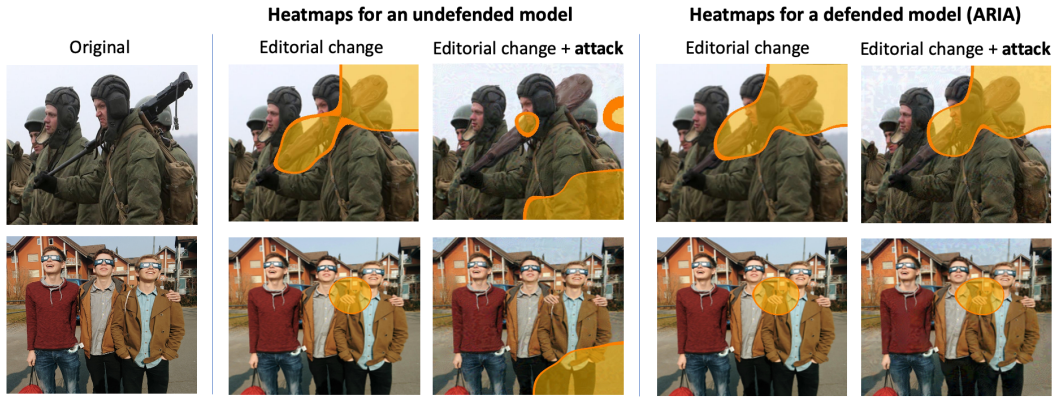 Heatmaps for an undefended model
Heatmaps for a defended model (ARIA)
Original
Editorial change
Editorial change + attack
Editorial change
Editorial change + attack